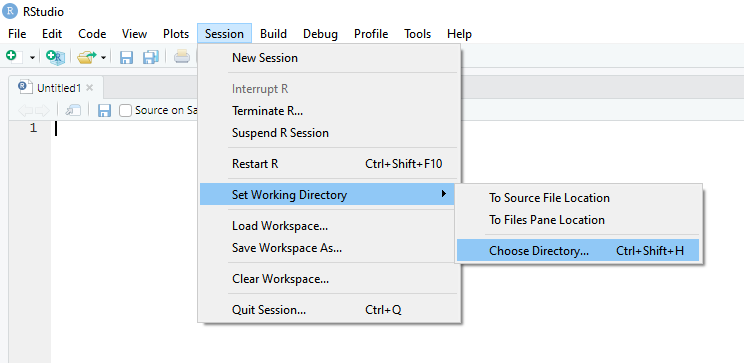 RStudio
File Edit Code View Plots Session Build Debug Profile Tools Help
New Session
Untitled1
Interrupt R
Source on Sa
Terminate R...
1
Suspend R Session
Restart R Ctrl+Shift+F10
Set Working Directory
To Source File Location
To Files Pane Location
Load Workspace...
Save Workspace As...
Choose Directory... Ctrl+Shift+H
Clear Workspace...
Quit Session... Ctrl+Q